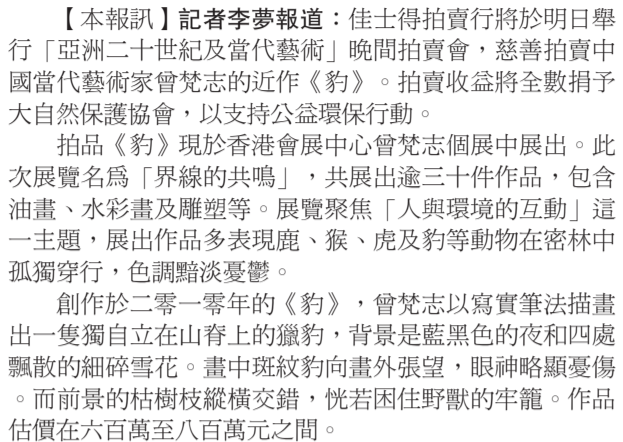 【本報訊】記者李夢報道：佳士得拍賣行將於明日舉
行「亞洲二十世紀及當代藝術」晚間拍賣會，慈善拍賣中
國當代藝術家曾梵志的近作《豹》。拍賣收益將全數捐予
大自然保護協會，以支持公益環保行動。
拍品《豹》現於香港會展中心曾梵志個展中展出。此
次展覽名為「界線的共鳴」，共展出逾三十件作品，包含
油畫、水彩畫及雕塑等。展覽聚焦「人與環境的互動」這
一主題，展出作品多表現鹿、猴、虎及豹等動物在密林中
孤獨穿行，色調黯淡憂鬱。
創作於二零一零年的《豹》，曾梵志以寫實筆法描畫
出一隻獨自立在山脊上的獵豹，背景是藍黑色的夜和四處
飄散的細碎雪花。畫中斑紋豹向畫外張望，眼神略顯憂傷
。而前景的枯樹枝縱橫交錯，恍若困住野獸的牢籠。作品
估價在六百萬至八百萬元之間。